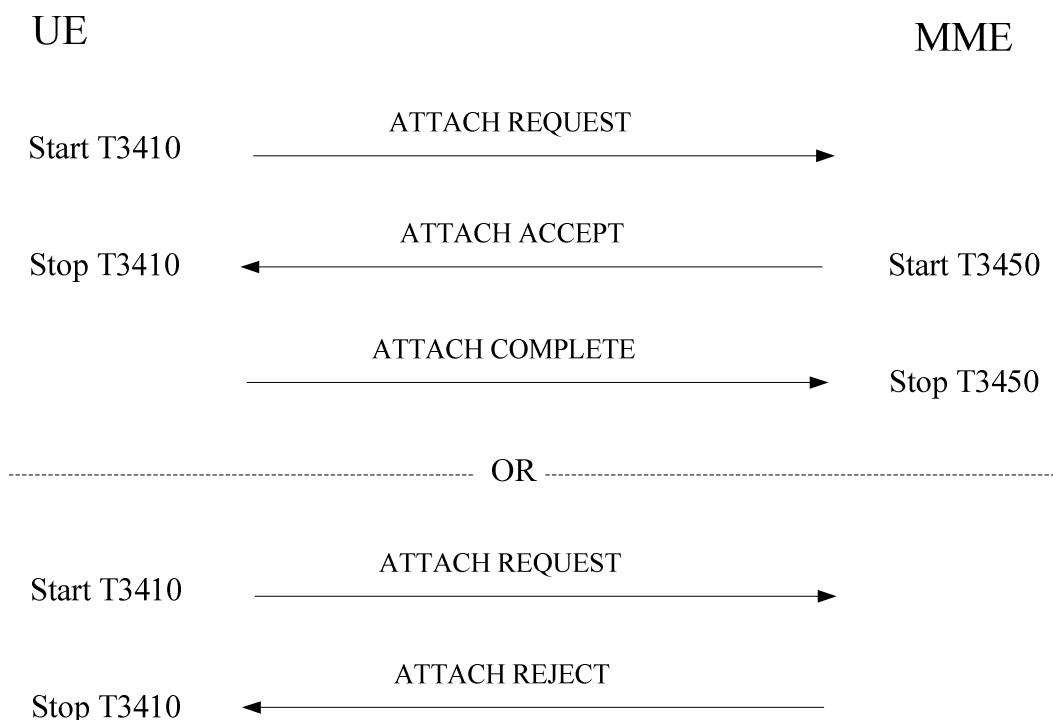 UE
MME
ATTACH REQUEST
Start T3410
ATTACH ACCEPT
Stop T3410
Start T3450
ATTACH COMPLETE
Stop T3450
OR
ATTACH REQUEST
Start T3410
ATTACH REJECT
Stop T3410